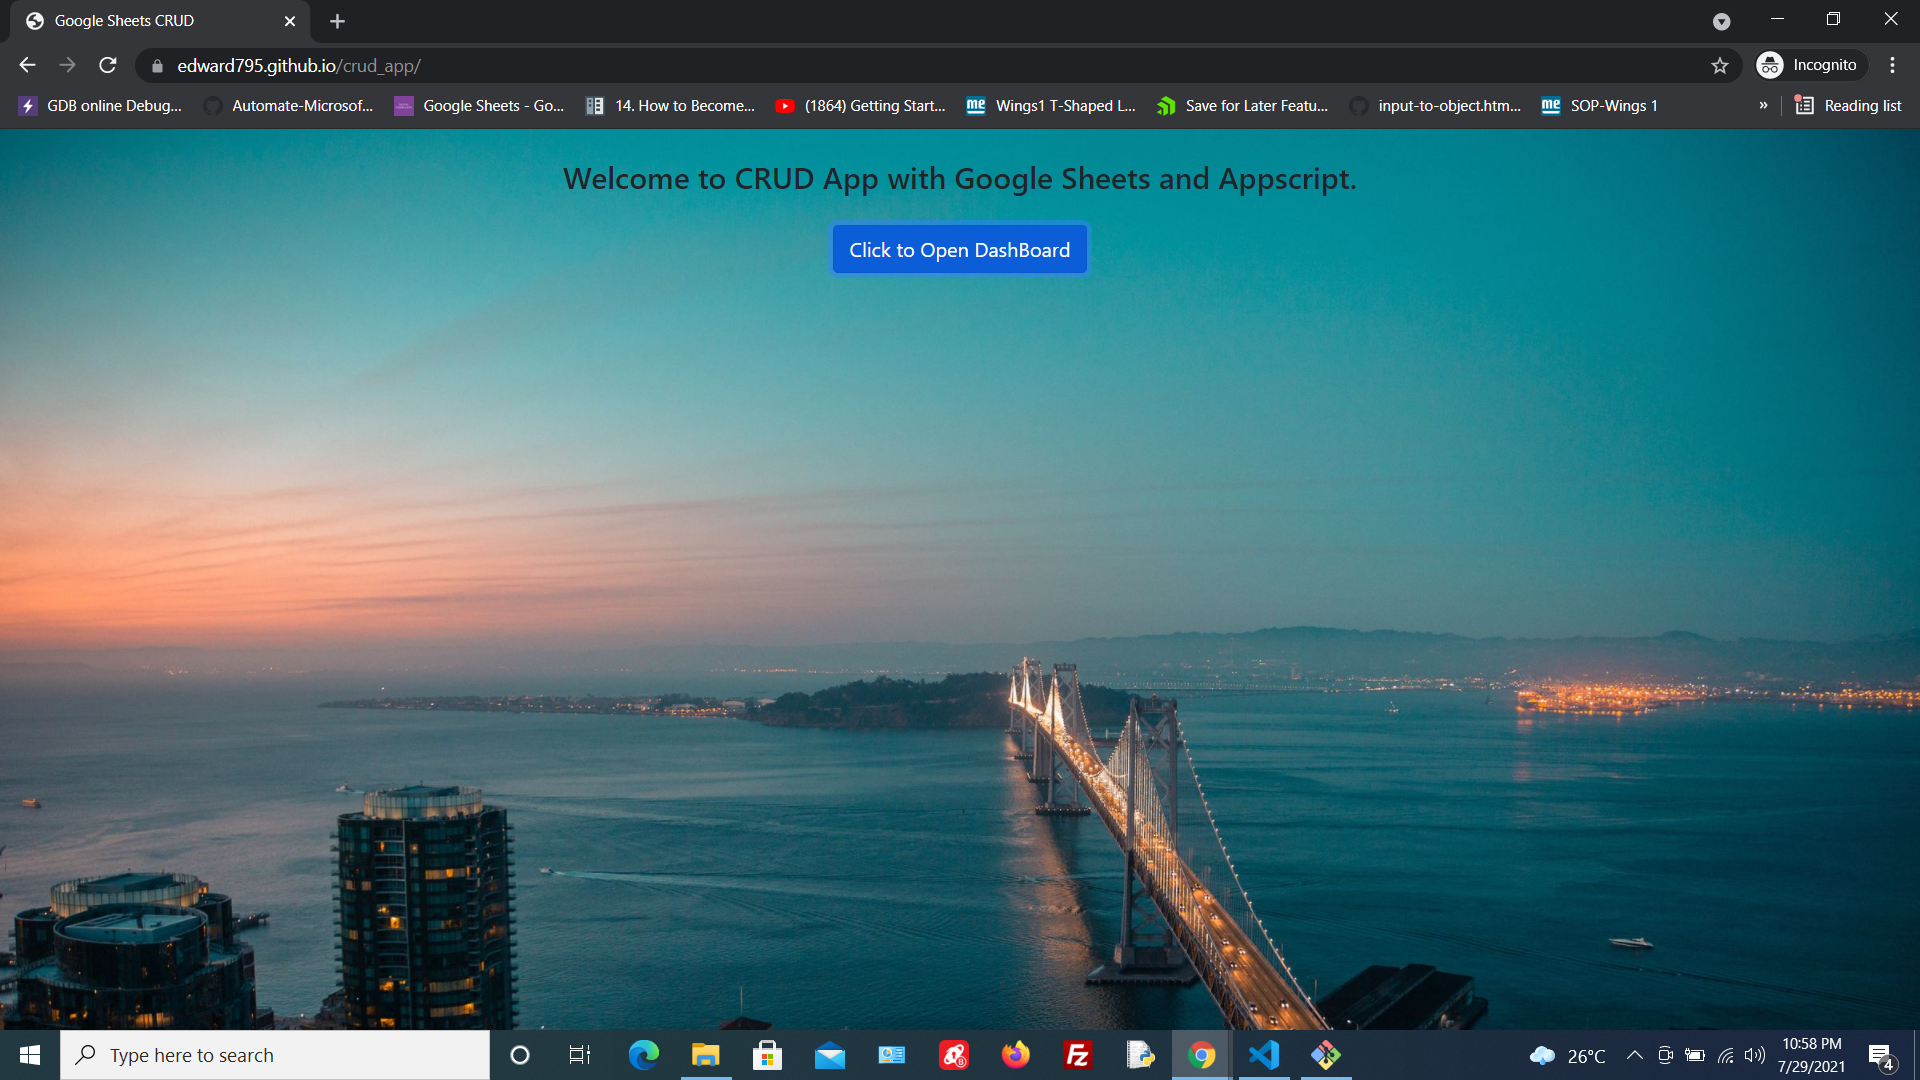 Google Sheets CRUD
edward795.github.io/crud_app/
Incognito
GDB online Debug...
Automate-Microsof...
Google Sheets - Go...
14. How to Become...
(1864) Getting Start...
Wings1 T-Shaped L...
Save for Later Featu...
input-to-object.htm...
SOP-Wings 1
»
Reading list
Welcome to CRUD App with Google Sheets and Appscript.
Click to Open DashBoard
Type here to search
26°C
10:58 PM
7/29/2021
4